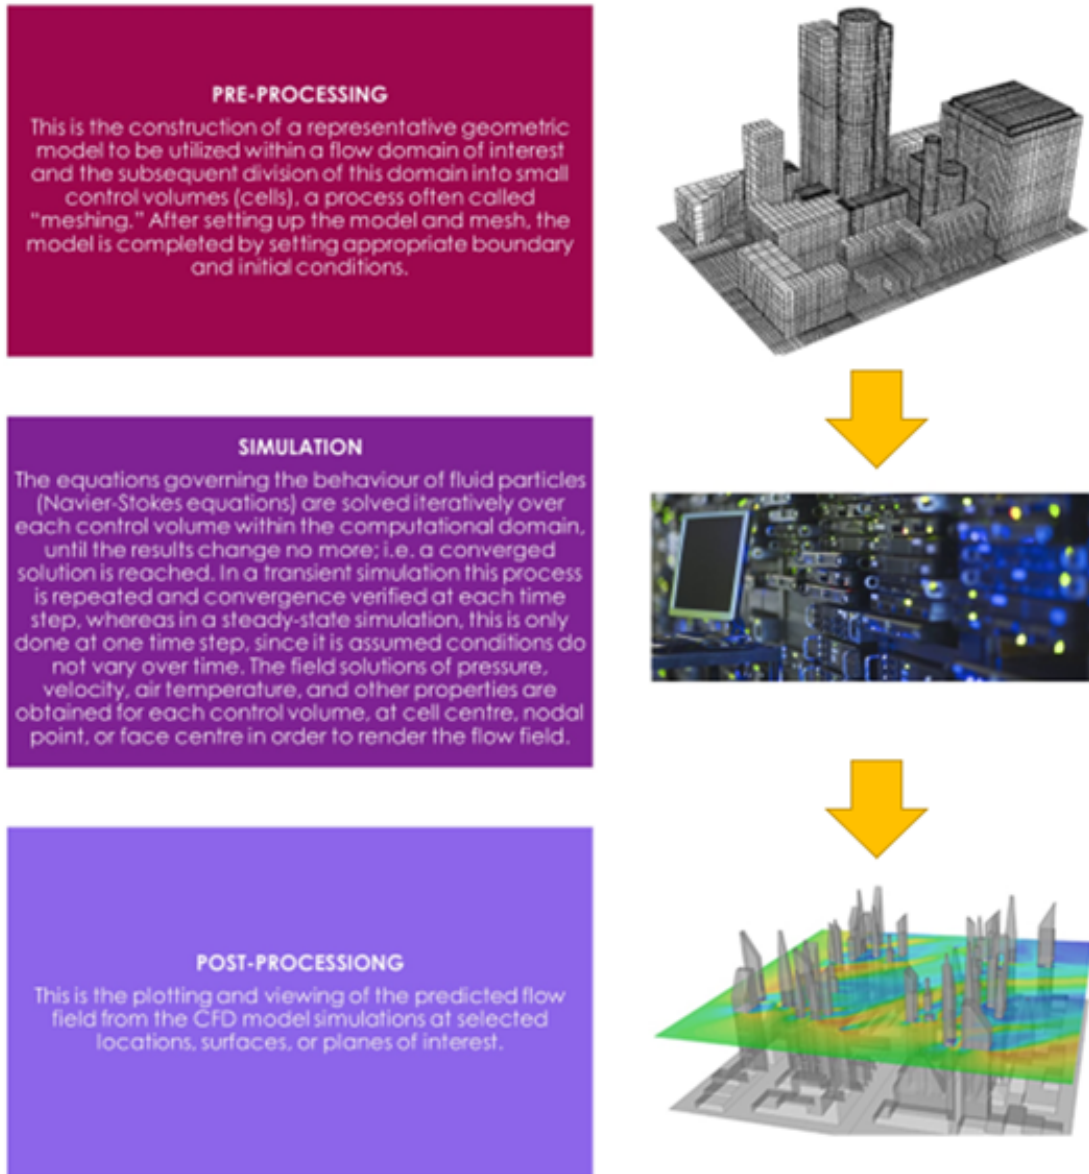 PRE-PROCESSING
This is the construction of a representative geometric
model to be utilized within a flow domain of interest
and the subsequent division of this domain into small
control volumes (cells), a process often called
“meshing.” After setting up the model and mesh, the
model is completed by setting appropriate boundary
and initial conditions.
SIMULATION
The equations governing the behaviour of fluid particles
(Navier-Stokes equations) are solved iteratively over
each control volume within the computational domain,
until the results change no more; i.e. a converged
solution is reached. In a transient simulation this process
is repeated and convergence verified at each time
step, whereas in a steady-state simulation, this is only
done at one time step, since it is assumed conditions do
not vary over time. The field solutions of pressure,
velocity, air temperature, and other properties are
obtained for each control volume, at cell centre, nodal
point, or face centre in order to render the flow field.
POST-PROCESSIONG
This is the plotting and viewing of the predicted flow
field from the CFD model simulations at selected
locations, surfaces, or planes of interest.